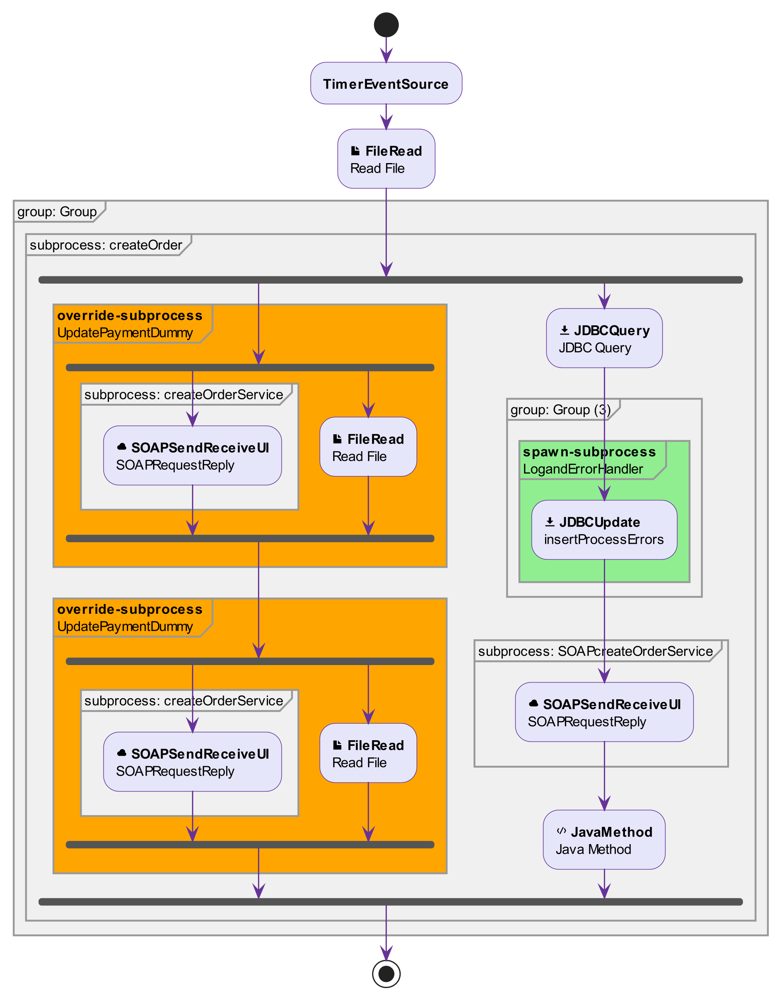 TimerEventSource
FileRead
Read File
group: Group
subprocess: createOrder
override-subprocess
UpdatePaymentDummy
JDBCQuery
JDBC Query
subprocess: createOrderService
SOAPSendReceiveUI
SOAPRequestReply
FileRead
Read File
group: Group (3)
spawn-subprocess
LogandErrorHandler
JDBCUpdate
insertProcessErrors
override-subprocess
UpdatePaymentDummy
subprocess: createOrderService
SOAPSendReceiveUI
SOAPRequestReply
FileRead
Read File
subprocess: SOAPcreateOrderService
SOAPSendReceiveUI
SOAPRequestReply
JavaMethod
Java Method